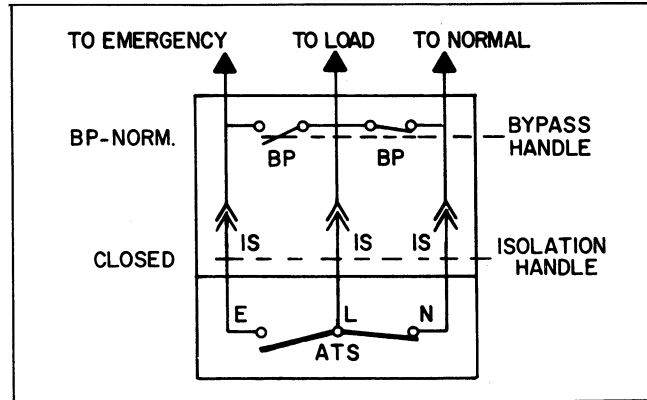 TO EMERGENCY TO LOAD TO NORMAL
BP-NORM.
BP BP
BYPASS
HANDLE
IS IS IS
CLOSED
ISOLATION
HANDLE
E L N
ATS